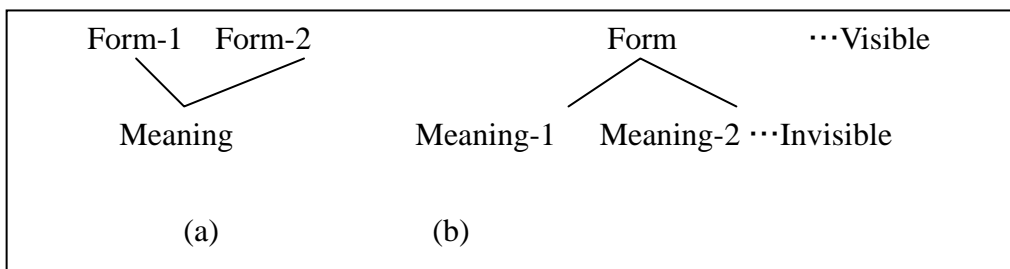 Form-1 Form-2 Form ⋯Visible
Meaning Meaning-1 Meaning-2 ⋯Invisible
(a) (b)